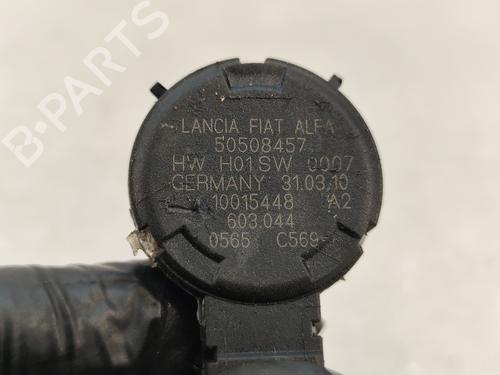 B-PARTS
LANCIA FIAT ALFA
50508457
HW H01SW 0007
GERMANY 31.03.10
10015448 A2
603.044
0565 C569